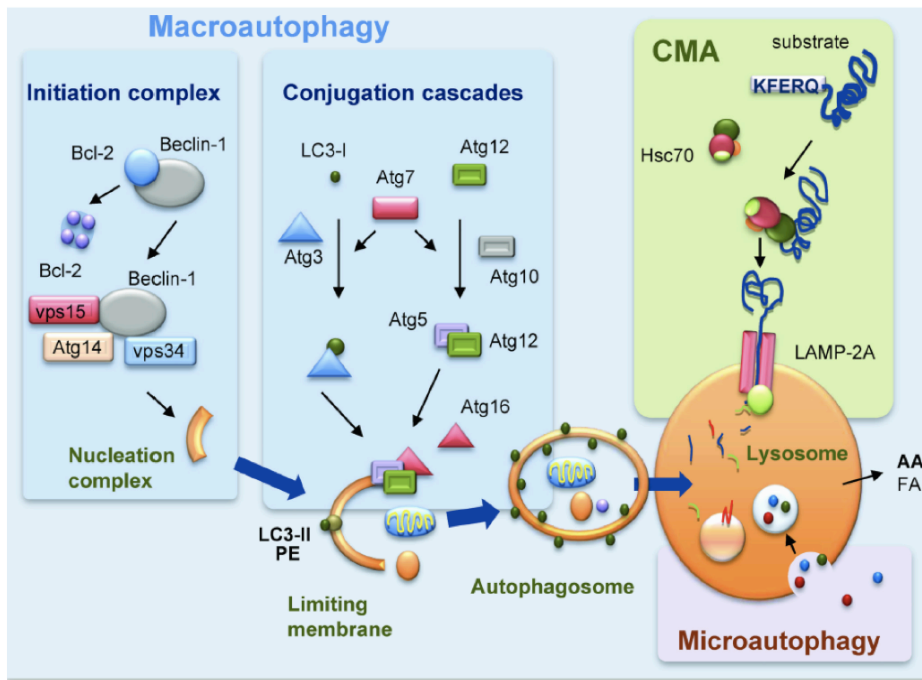 Macroautophagy
Initiation complex
Bcl-2
Beclin-1
Bcl-2
Beclin-1
vps15
Atg14
vps34
Nucleation
complex
Conjugation cascades
LC3-I
Atg12
Atg7
Atg3
Atg10
Atg5
Atg12
Atg16
LC3-II
PE
Limiting
membrane
Autophagosome
CMA
substrate
KFERQ
Hsc70
LAMP-2A
Lysosome
AA
FA
Microautophagy